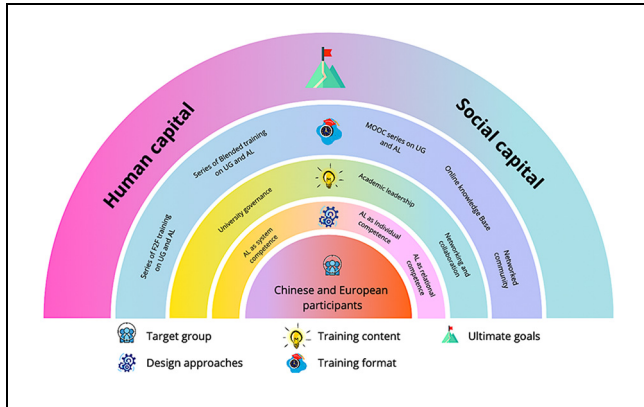 Human capital
Social capital
Series of F2F training
on UG and AL
Series of Blended training
on UG and AL
MOOC series on UG
and AL
Online knowledge Base
Networked
community
University governance
Academic leadership
Networking and
collaboration
AL as system
competence
AL as individual
competence
AL as relational
competence
Chinese and European
participants
Target group
Training content
Ultimate goals
Design approaches
Training format